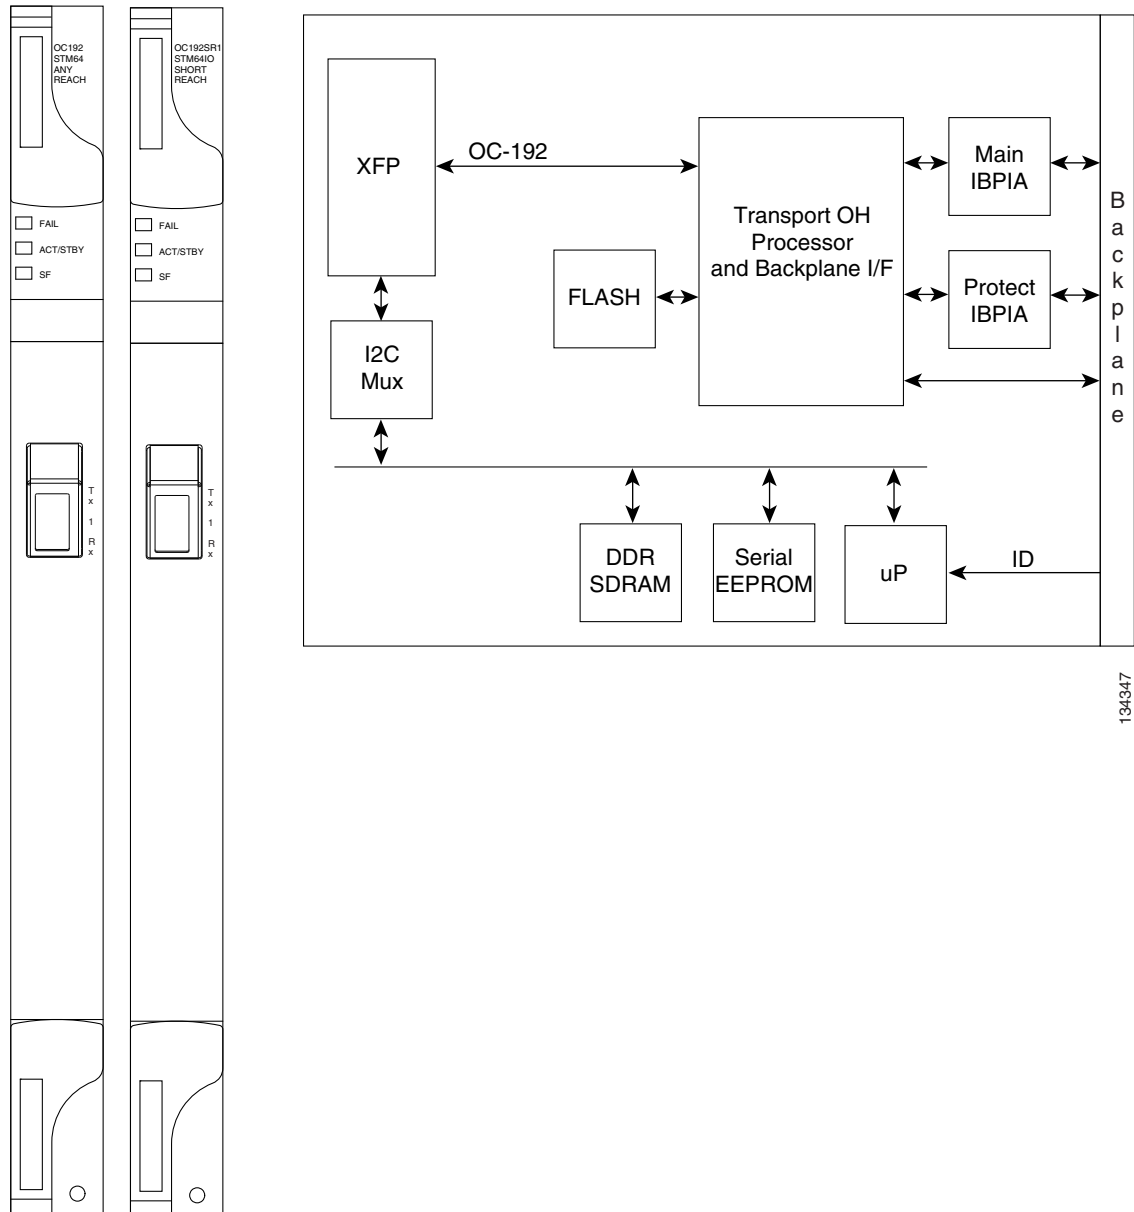 OC192
STM64
ANY
REACH
FAIL
ACT/STBY
SF
Tx
1
Rx
OC192SR1
STM64IO
SHORT
REACH
FAIL
ACT/STBY
SF
Tx
1
Rx
XFP
OC-192
Transport OH
Processor
and Backplane I/F
Main
IBPIA
Protect
IBPIA
FLASH
I2C
Mux
DDR
SDRAM
Serial
EEPROM
uP
ID
Backplane
134347